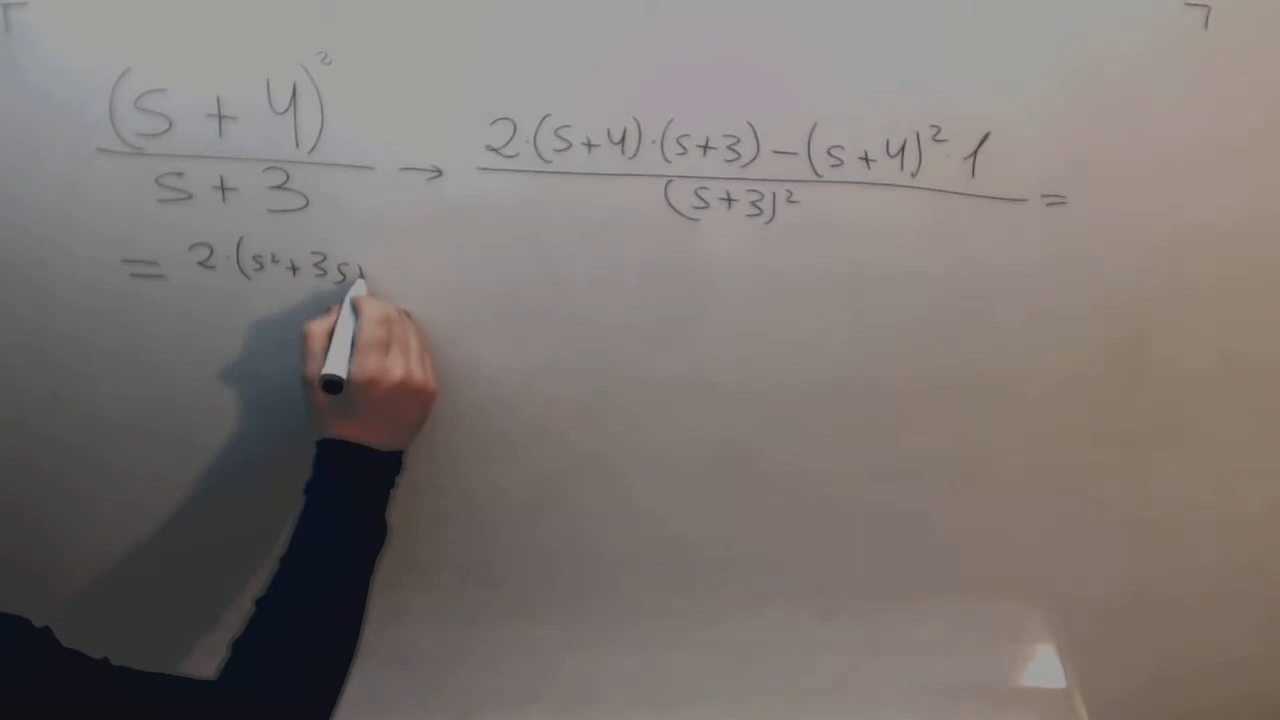 (s + 4)² / (s + 3) → (2·(s+4)·(s+3) − (s+4)²·1) / (s+3)² =
= 2·(s²+3s